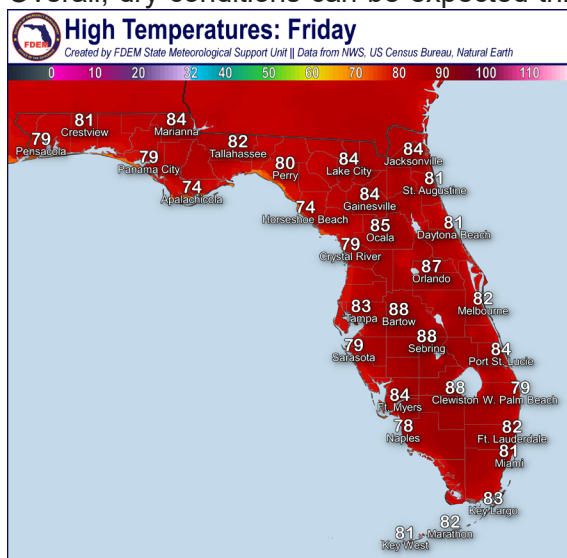 Overall, dry conditions can be expected thr
FDEM
High Temperatures: Friday
Created by FDEM State Meteorological Support Unit || Data from NWS, US Census Bureau, Natural Earth
0 10 20 32 40 50 60 70 80 90 100 110
81
Crestview
84
Marianna
79
Pensacola
79
Panama City
82
Tallahassee
80
Perry
84
Lake City
84
Jacksonville
74
Apalachicola
81
St. Augustine
74
Horseshoe Beach
84
Gainesville
85
Ocala
81
Daytona Beach
79
Crystal River
87
Orlando
82
Melbourne
83
Tampa
88
Bartow
88
Sebring
79
Sarasota
84
Port St. Lucie
84
Ft. Myers
88
Clewiston
79
W. Palm Beach
78
Naples
82
Ft. Lauderdale
81
Miami
83
Key Largo
82
Marathon
81
Key West